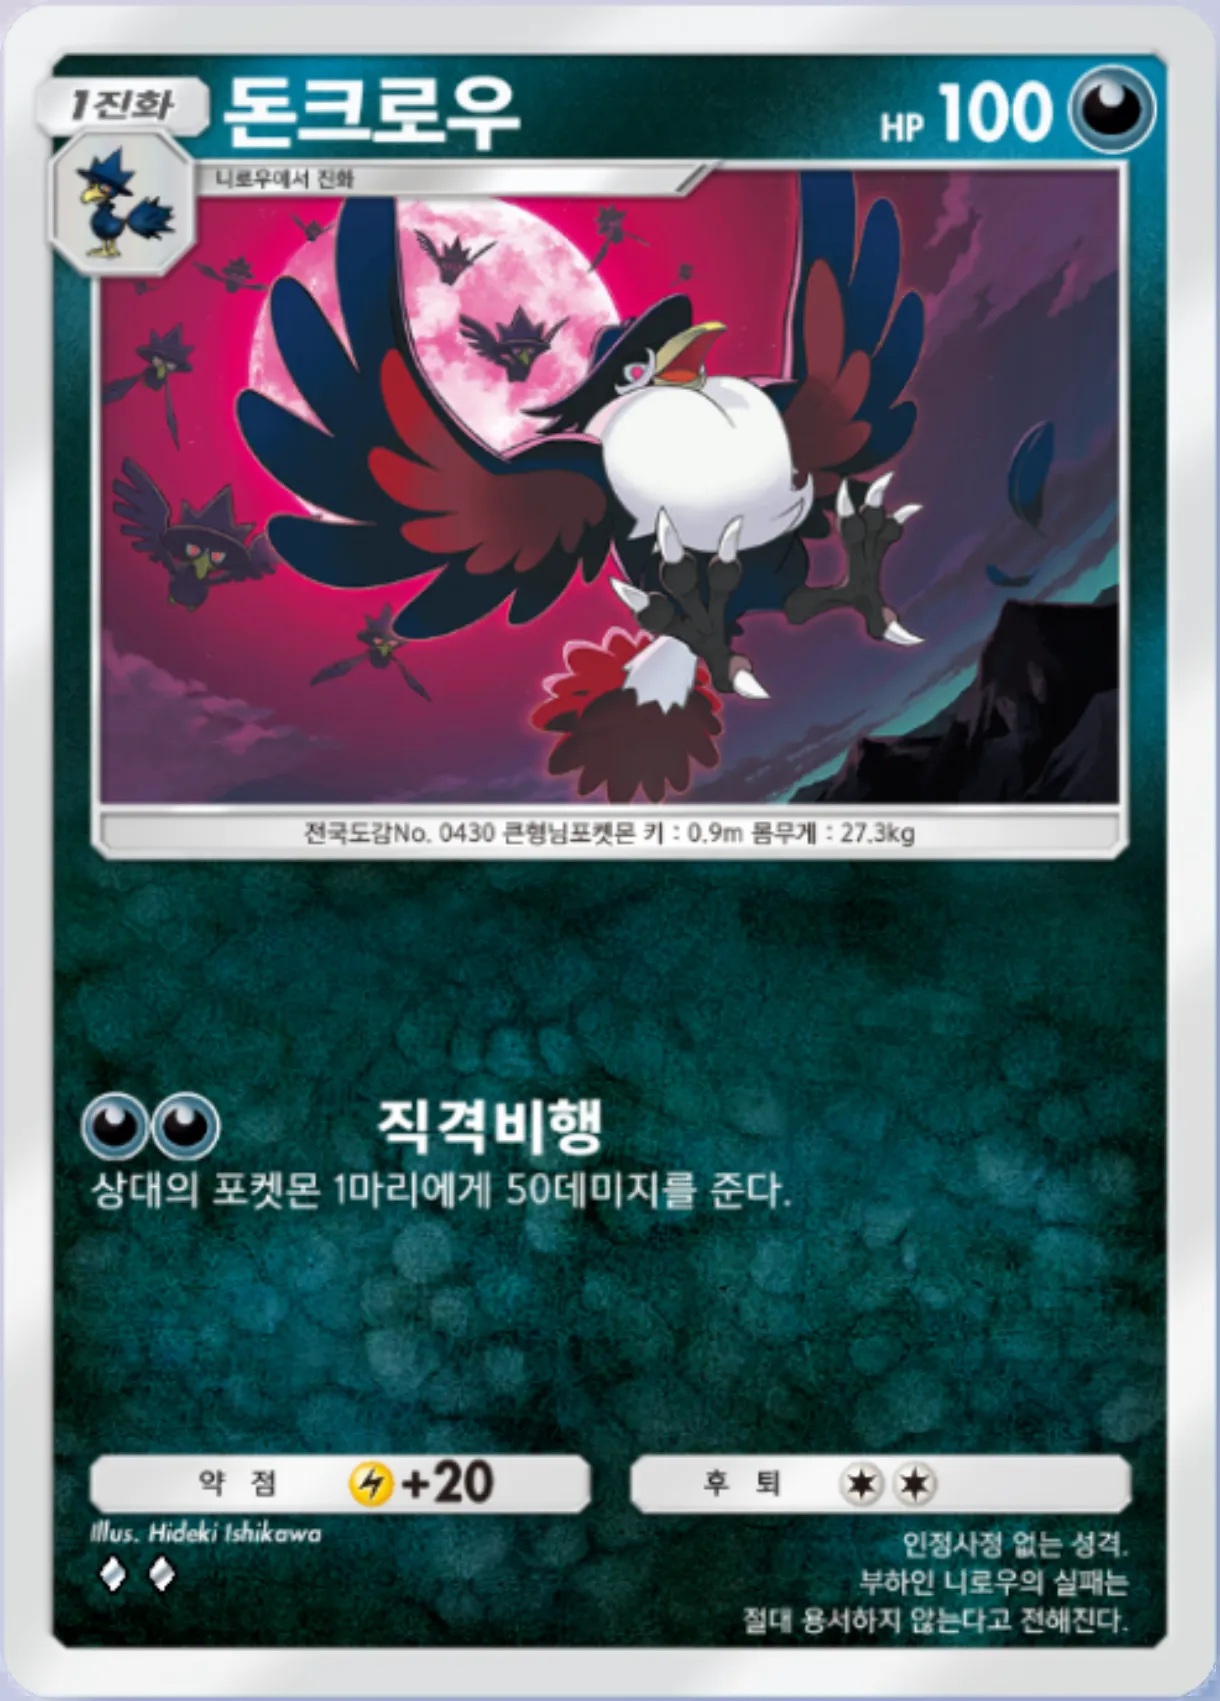 1진화
돈크로우
HP 100
니로우에서 진화
전국도감No. 0430 큰형님포켓몬 키 : 0.9m 몸무게 : 27.3kg
직격비행
상대의 포켓몬 1마리에게 50데미지를 준다.
약 점 +20
후 퇴
Illus. Hideki Ishikawa
인정사정 없는 성격.
부하인 니로우의 실패는
절대 용서하지 않는다고 전해진다.